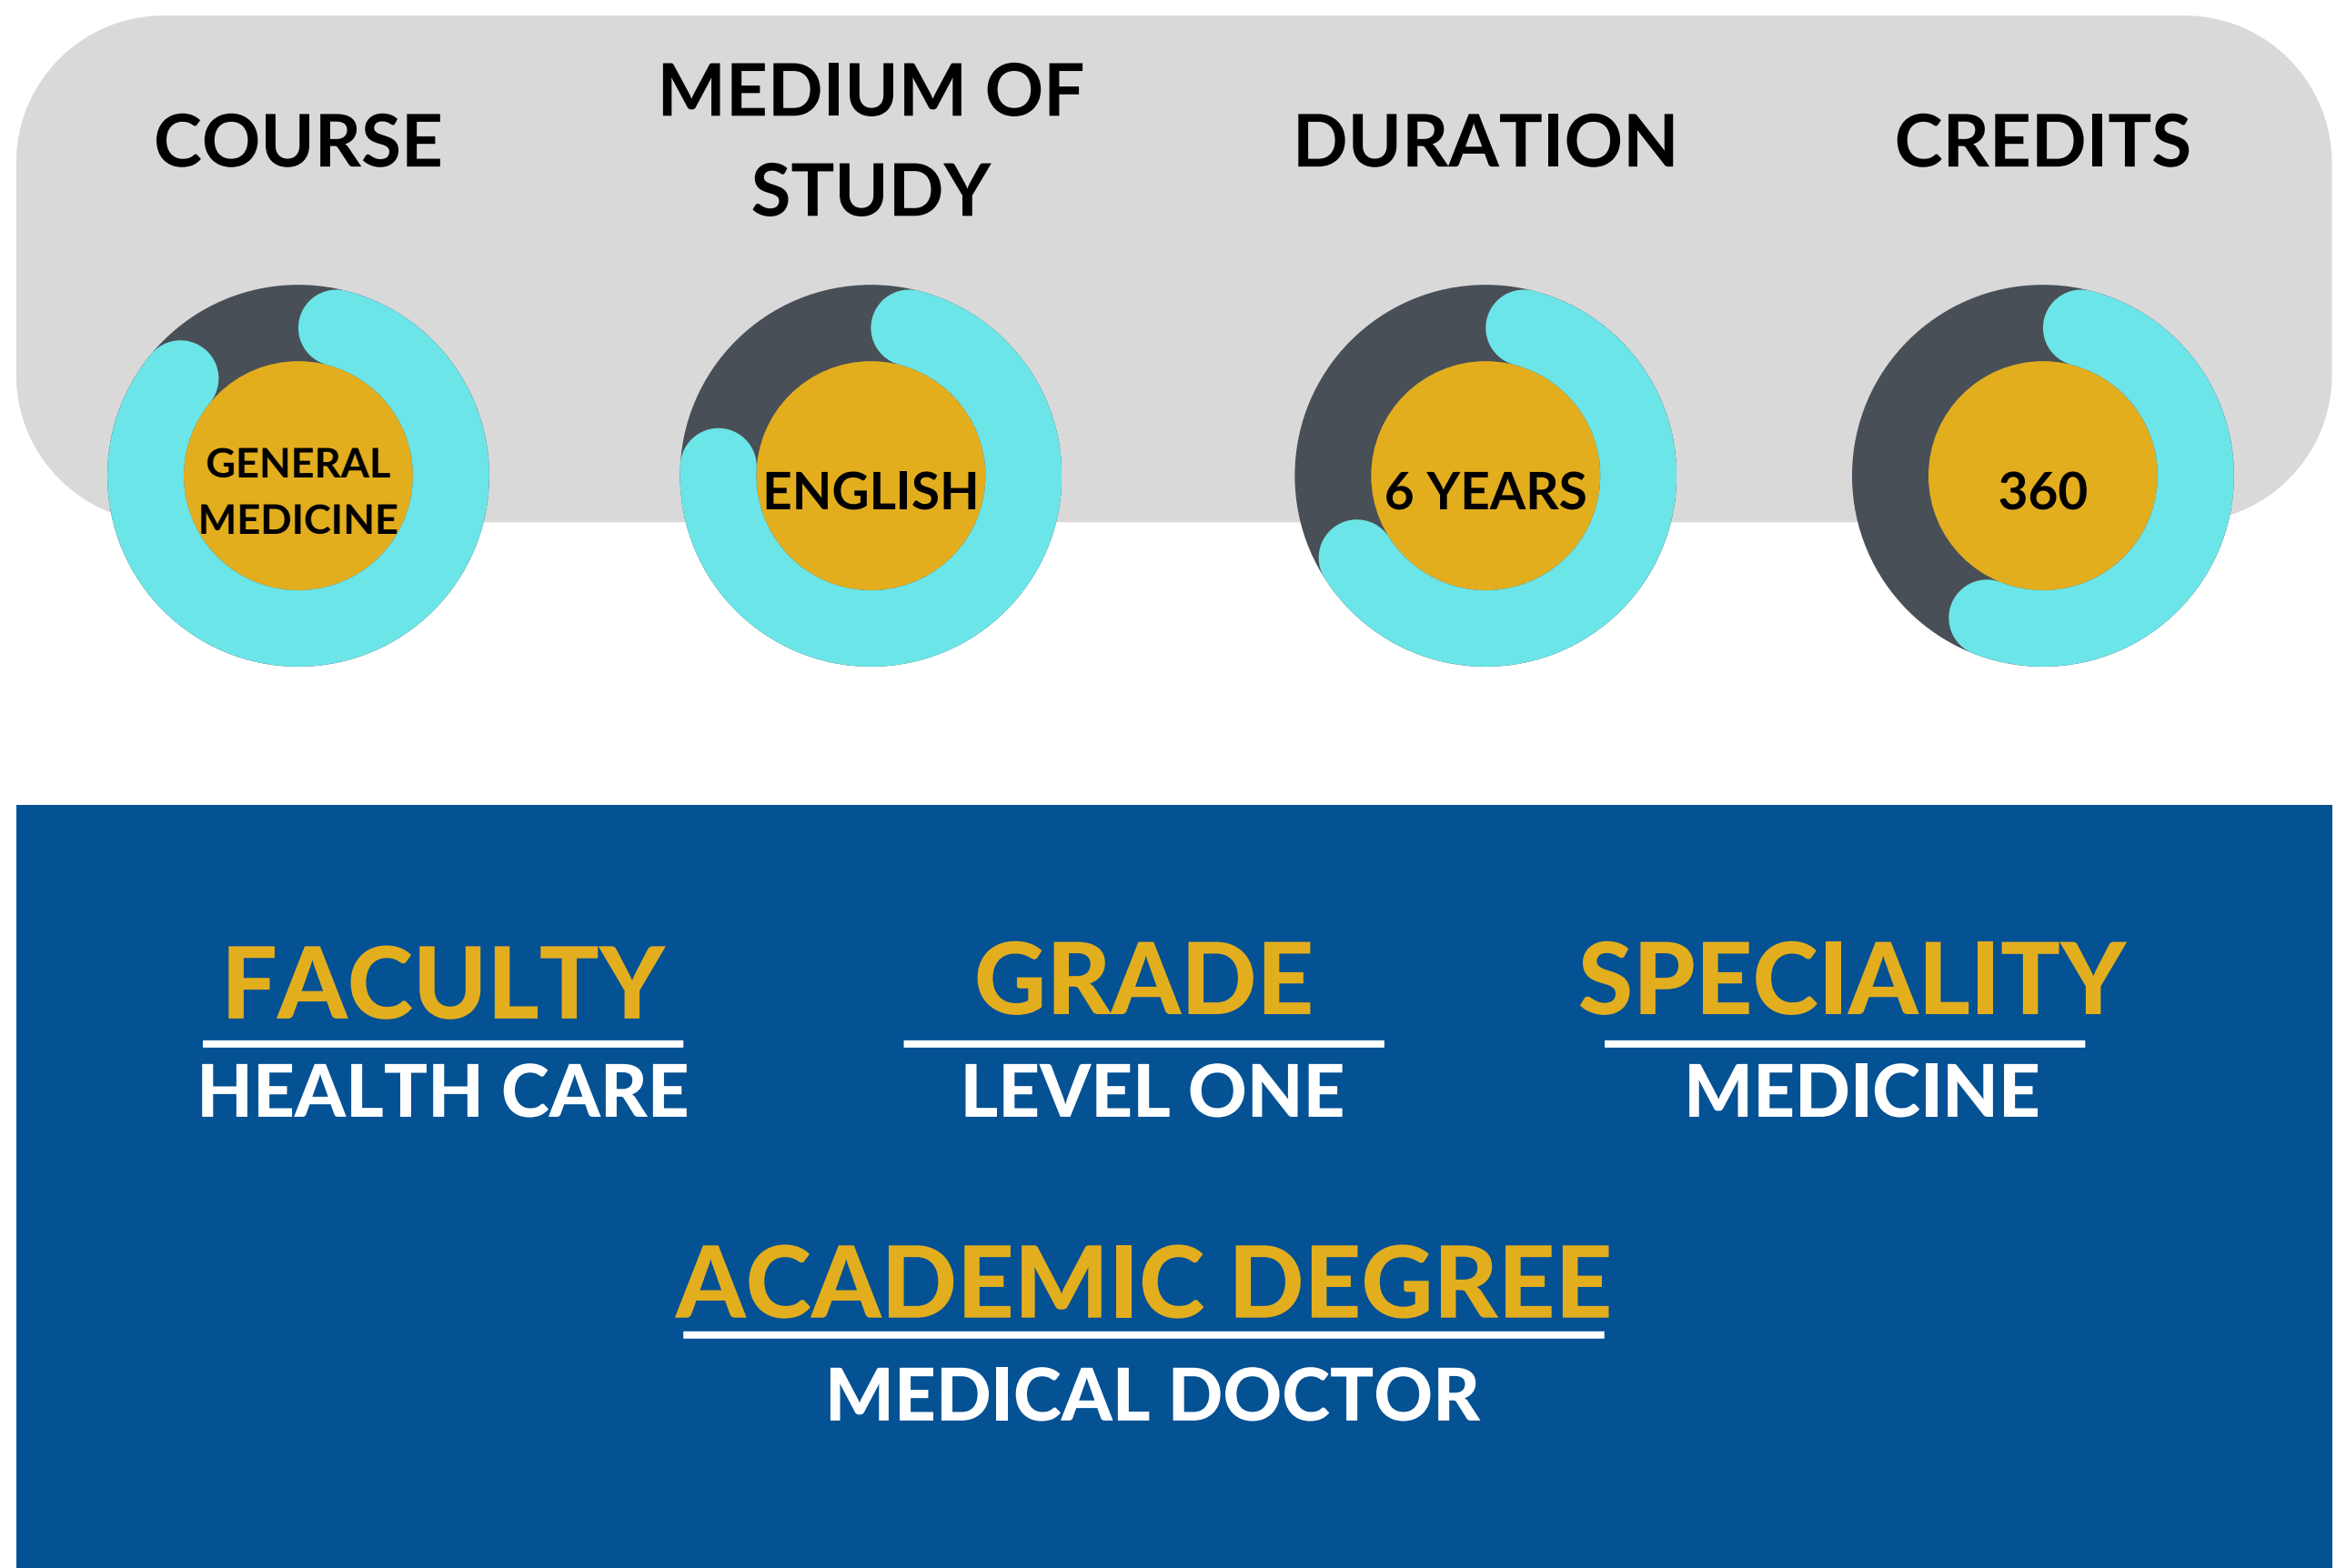 COURSE
MEDIUM OF
STUDY
DURATION
CREDITS
GENERAL
MEDICINE
ENGLISH
6 YEARS
360
FACULTY
HEALTH CARE
GRADE
LEVEL ONE
SPECIALITY
MEDICINE
ACADEMIC DEGREE
MEDICAL DOCTOR